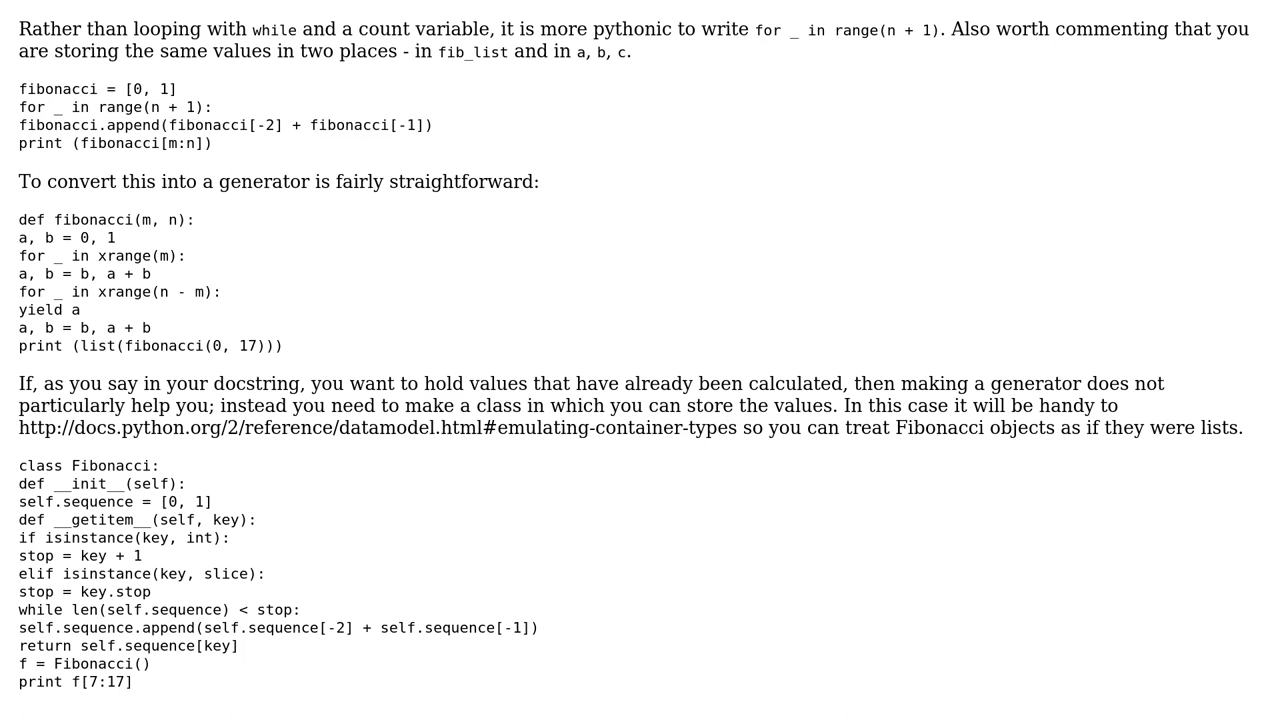 Rather than looping with while and a count variable, it is more pythonic to write for _ in range(n + 1). Also worth commenting that you
are storing the same values in two places - in fib_list and in a, b, c.
fibonacci = [0, 1]
for _ in range(n + 1):
fibonacci.append(fibonacci[-2] + fibonacci[-1])
print (fibonacci[m:n])
To convert this into a generator is fairly straightforward:
def fibonacci(m, n):
a, b = 0, 1
for _ in xrange(m):
a, b = b, a + b
for _ in xrange(n - m):
yield a
a, b = b, a + b
print (list(fibonacci(0, 17)))
If, as you say in your docstring, you want to hold values that have already been calculated, then making a generator does not
particularly help you; instead you need to make a class in which you can store the values. In this case it will be handy to
http://docs.python.org/2/reference/datamodel.html#emulating-container-types so you can treat Fibonacci objects as if they were lists.
class Fibonacci:
def __init__(self):
self.sequence = [0, 1]
def __getitem__(self, key):
if isinstance(key, int):
stop = key + 1
elif isinstance(key, slice):
stop = key.stop
while len(self.sequence) < stop:
self.sequence.append(self.sequence[-2] + self.sequence[-1])
return self.sequence[key]
f = Fibonacci()
print f[7:17]